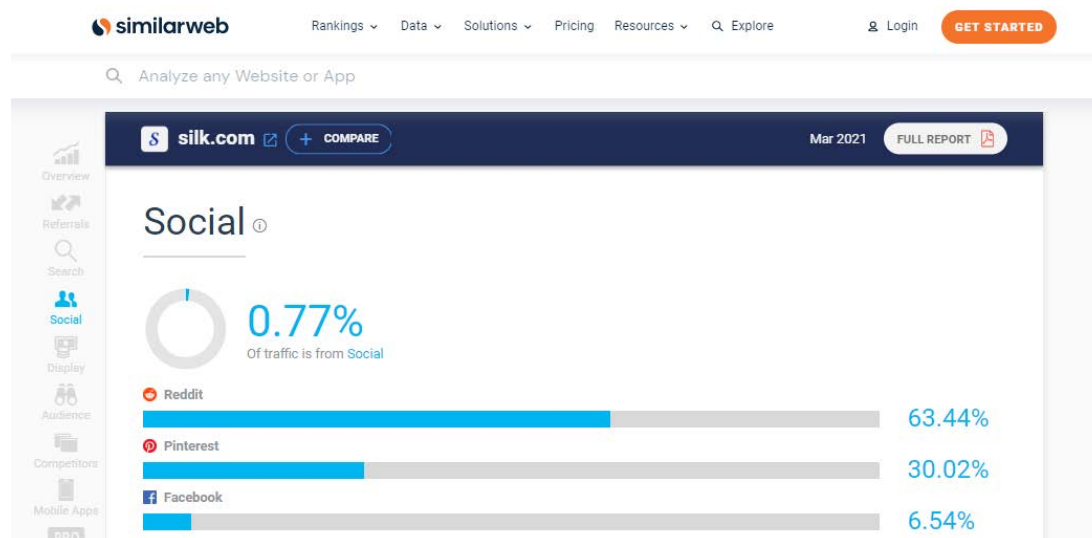 similarweb Rankings Data Solutions Pricing Resources Explore Login GET STARTED
Analyze any Website or App
S silk.com + COMPARE Mar 2021 FULL REPORT
Overview
Referrals
Search
Social
Display
Audience
Competitors
Mobile Apps
PRO
Social
0.77%
Of traffic is from Social
Reddit
63.44%
Pinterest
30.02%
Facebook
6.54%